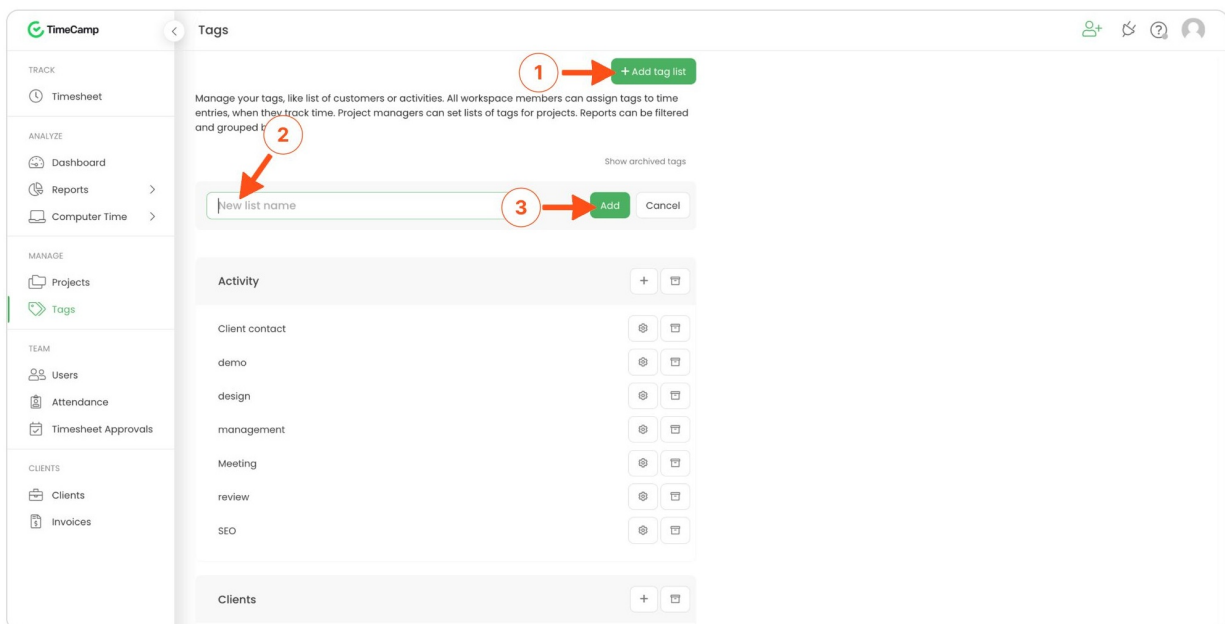 TimeCamp
Tags
TRACK
Timesheet
ANALYZE
Dashboard
Reports
Computer Time
MANAGE
Projects
Tags
TEAM
Users
Attendance
Timesheet Approvals
CLIENTS
Clients
Invoices
1
+ Add tag list
Manage your tags, like list of customers or activities. All workspace members can assign tags to time
entries, when they track time. Project managers can set lists of tags for projects. Reports can be filtered
and grouped
2
Show archived tags
New list name
3
Add
Cancel
Activity
Client contact
demo
design
management
Meeting
review
SEO
Clients